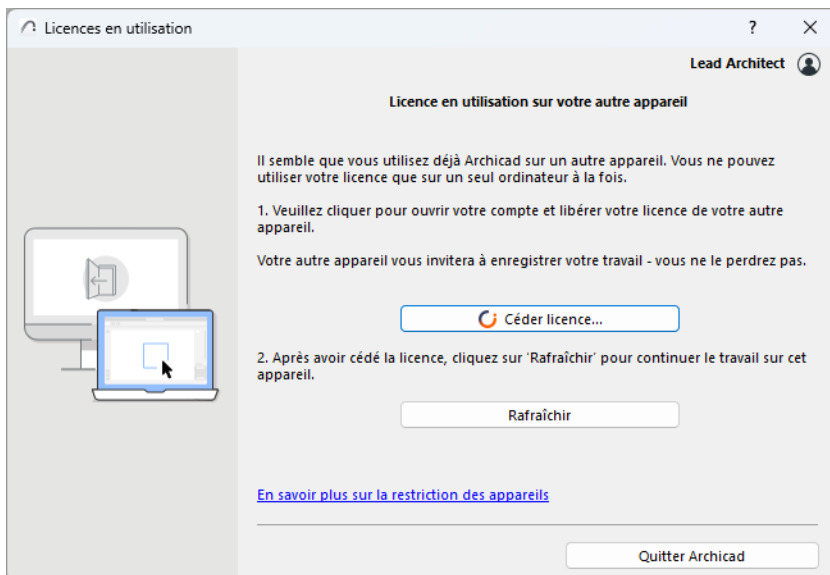 Licences en utilisation
?
Lead Architect
Licence en utilisation sur votre autre appareil
Il semble que vous utilisez déjà Archicad sur un autre appareil. Vous ne pouvez
utiliser votre licence que sur un seul ordinateur à la fois.
1. Veuillez cliquer pour ouvrir votre compte et libérer votre licence de votre autre
appareil.
Votre autre appareil vous invitera à enregistrer votre travail - vous ne le perdrez pas.
Céder licence...
2. Après avoir cédé la licence, cliquez sur 'Rafraîchir' pour continuer le travail sur cet
appareil.
Rafraîchir
En savoir plus sur la restriction des appareils
Quitter Archicad